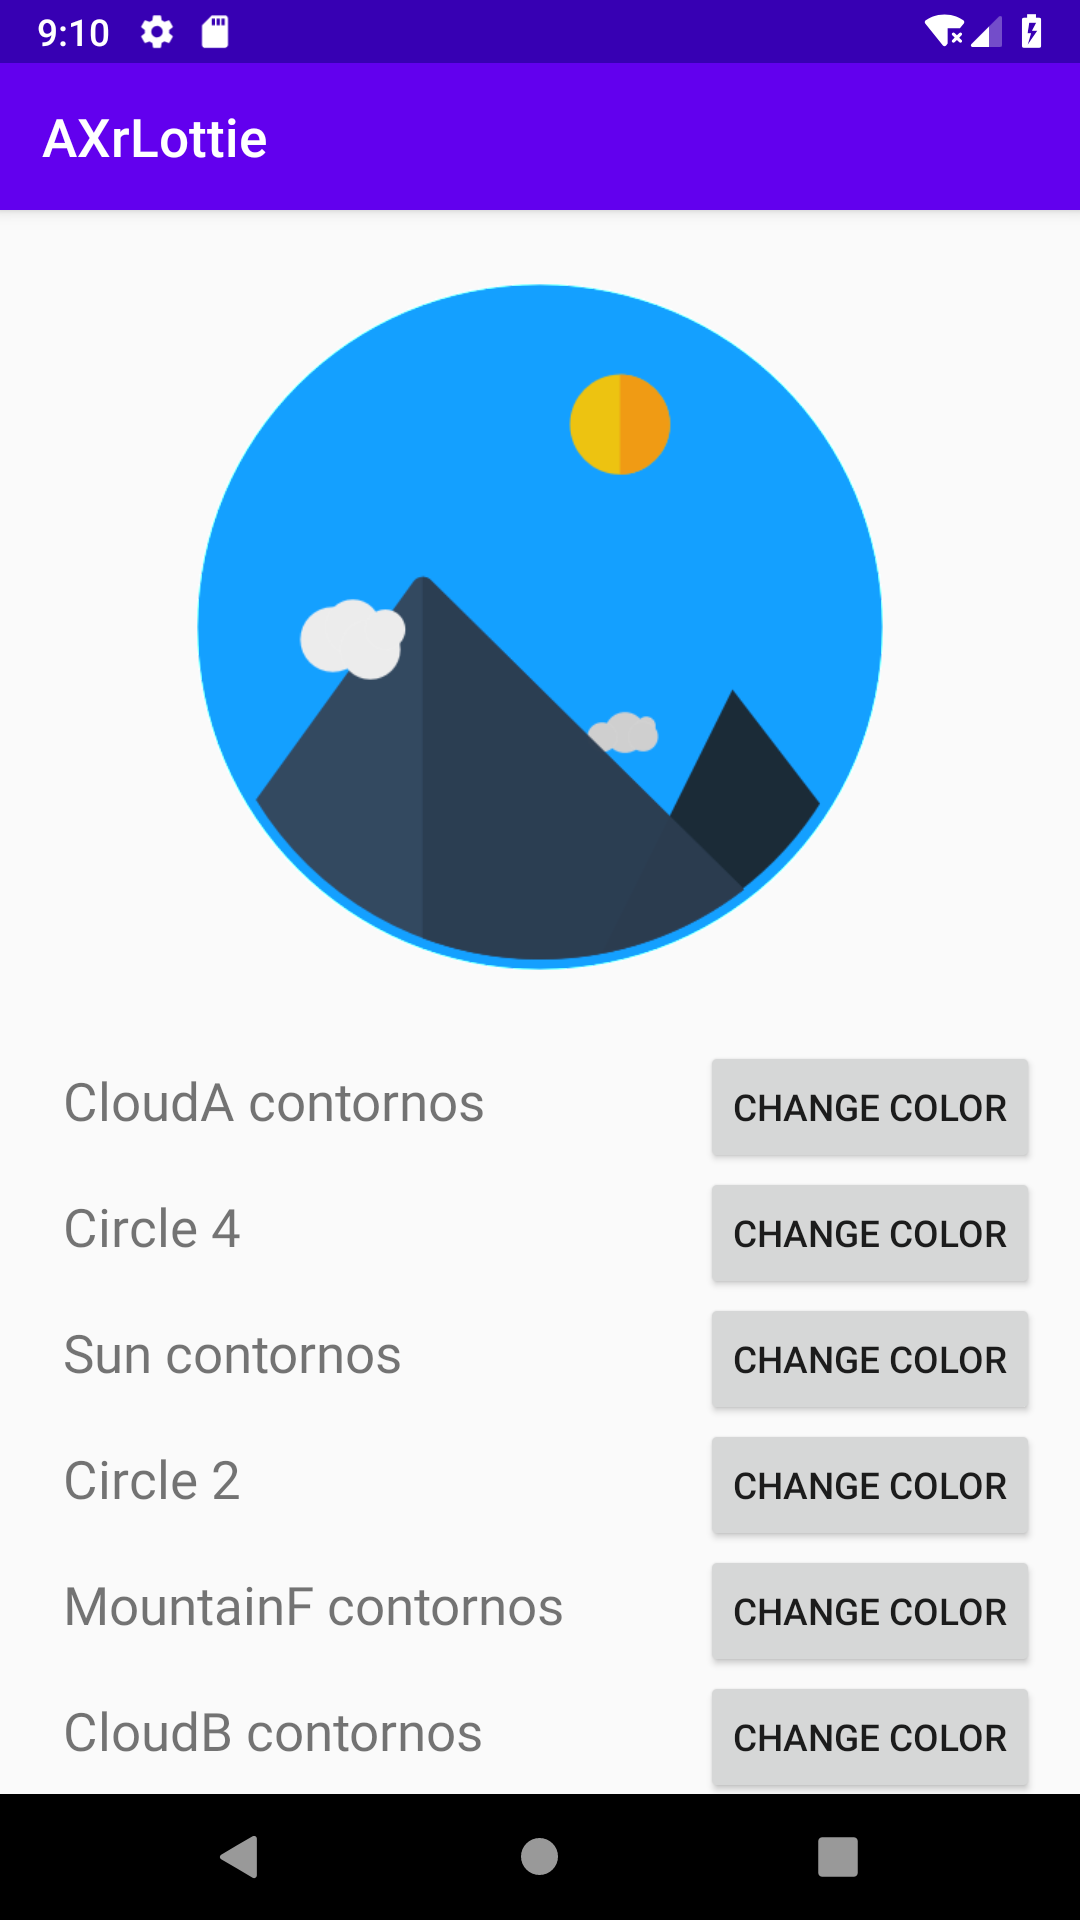 9:10
AXrLottie
CloudA contornos CHANGE COLOR
Circle 4 CHANGE COLOR
Sun contornos CHANGE COLOR
Circle 2 CHANGE COLOR
MountainF contornos CHANGE COLOR
CloudB contornos CHANGE COLOR